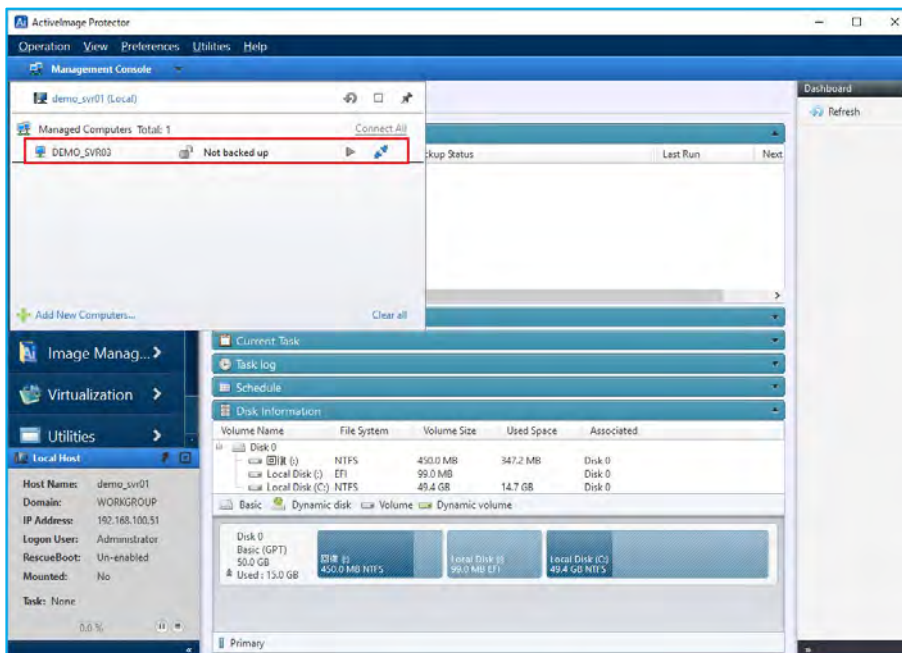 ActiveImage Protector
Operation View Preferences Utilities Help
Management Console
demo_svr01 (Local)
Managed Computers Total: 1 Connect All
DEMO_SVR03 Not backed up
Add New Computers... Clear all
Dashboard
Refresh
kup Status Last Run Next
Current Task
Task log
Schedule
Disk Information
Volume Name File System Volume Size Used Space Associated
Disk 0
(:) NTFS 450.0 MB 347.2 MB Disk 0
Local Disk (:) EFI 99.0 MB Disk 0
Local Disk (C:) NTFS 49.4 GB 14.7 GB Disk 0
Basic Dynamic disk Volume Dynamic volume
Disk 0
Basic (GPT)
50.0 GB
Used : 15.0 GB
(:)
450.0 MB NTFS
Local Disk (:)
99.0 MB EFI
Local Disk (C:)
49.4 GB NTFS
Primary
Image Manag...
Virtualization
Utilities
Local Host
Host Name: demo_svr01
Domain: WORKGROUP
IP Address: 192.168.100.51
Logon User: Administrator
RescueBoot: Un-enabled
Mounted: No
Task: None
0.0 %